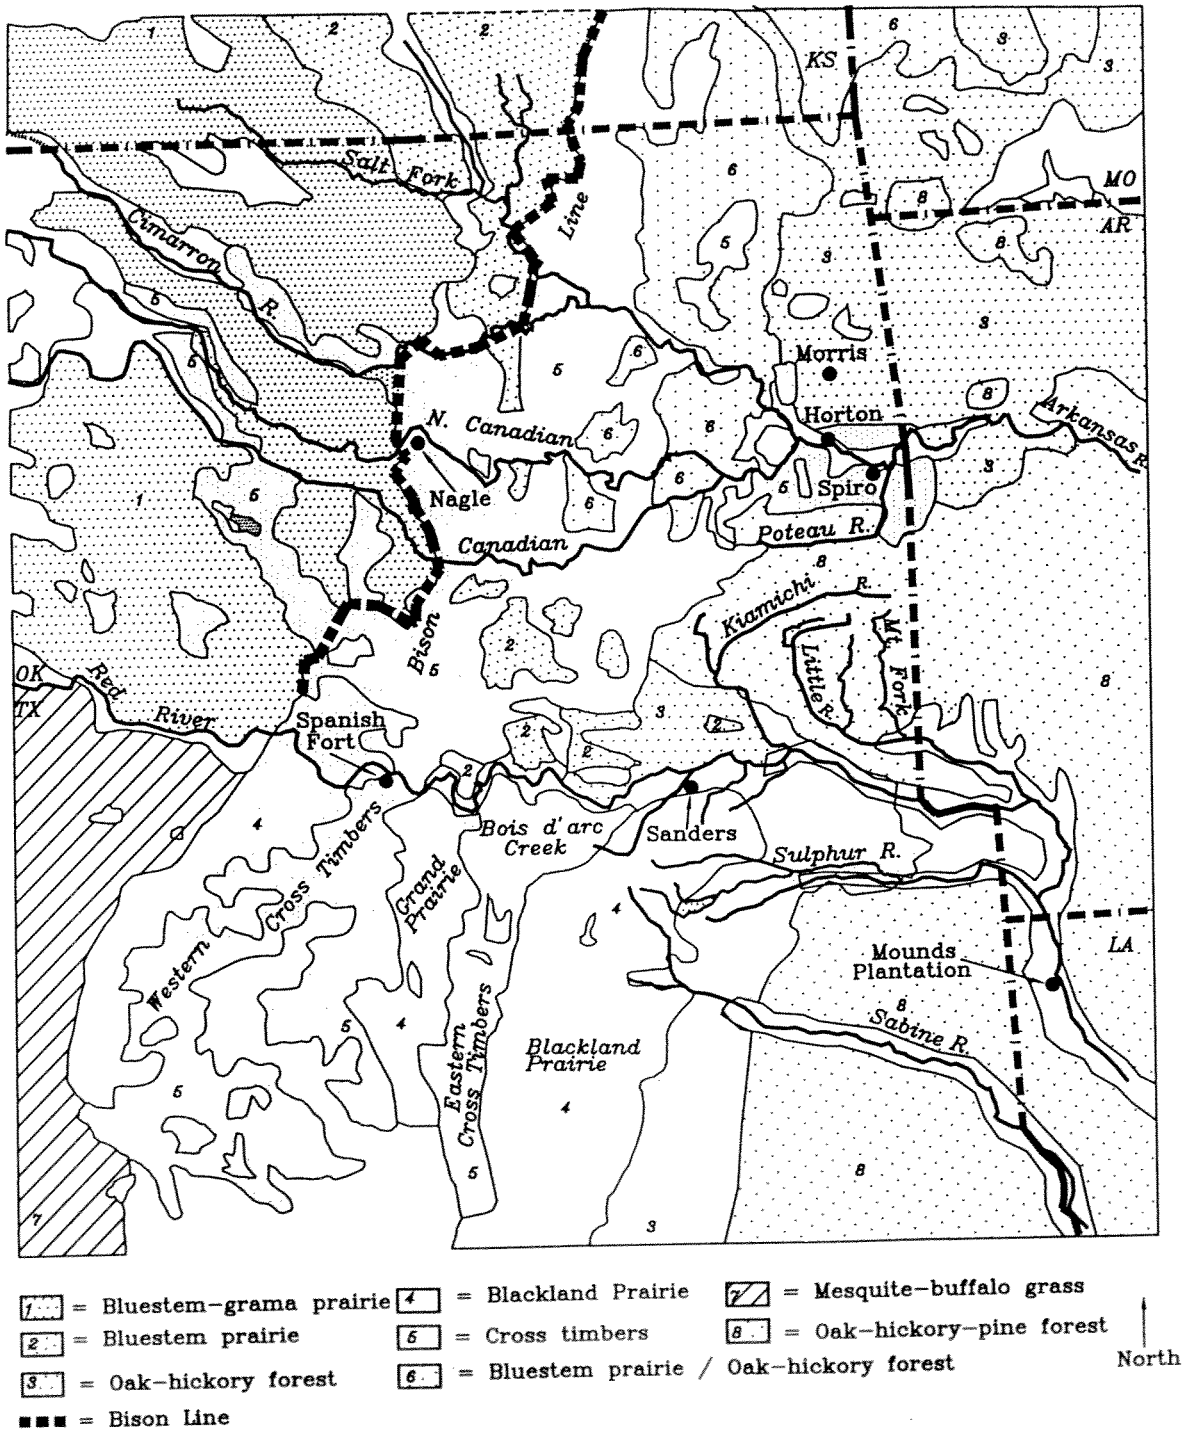 1
2
2
6
3
KS
3
Salt Fork
6
MO
8
AR
Line
Cimarron
R.
5
3
8
5
3
6
5
Morris
5
8
Horton
Arkansas R.
N. Canadian
6
6
3
6
Nagle
Spiro
5
1
5
6
Canadian
Poteau R.
8
Kiamichi R.
Bison
2
5
Mt. Fork
Little R.
8
OK
TX
Red River
3
2
2
2
2
Spanish
Fort
4
Bois d'arc
Creek
Sanders
Sulphur R.
Western Cross Timbers
Grand
Prairie
4
LA
Mounds
Plantation
8
Sabine R.
5
4
Eastern
Cross Timbers
Blackland
Prairie
5
4
5
8
7
3
1 = Bluestem-grama prairie
2 = Bluestem prairie
3 = Oak-hickory forest
= Bison Line
4 = Blackland Prairie
5 = Cross timbers
6 = Bluestem prairie / Oak-hickory forest
7 = Mesquite-buffalo grass
8 = Oak-hickory-pine forest
North